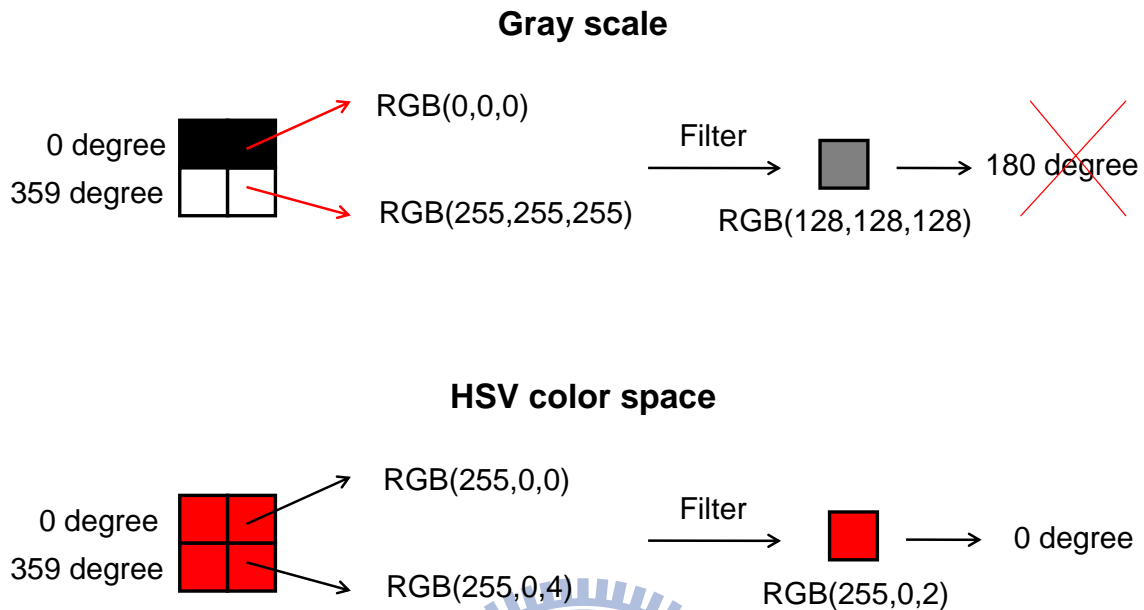 Gray scale
0 degree
359 degree
RGB(0,0,0)
RGB(255,255,255)
Filter
RGB(128,128,128)
180 degree
HSV color space
0 degree
359 degree
RGB(255,0,0)
RGB(255,0,4)
Filter
RGB(255,0,2)
0 degree